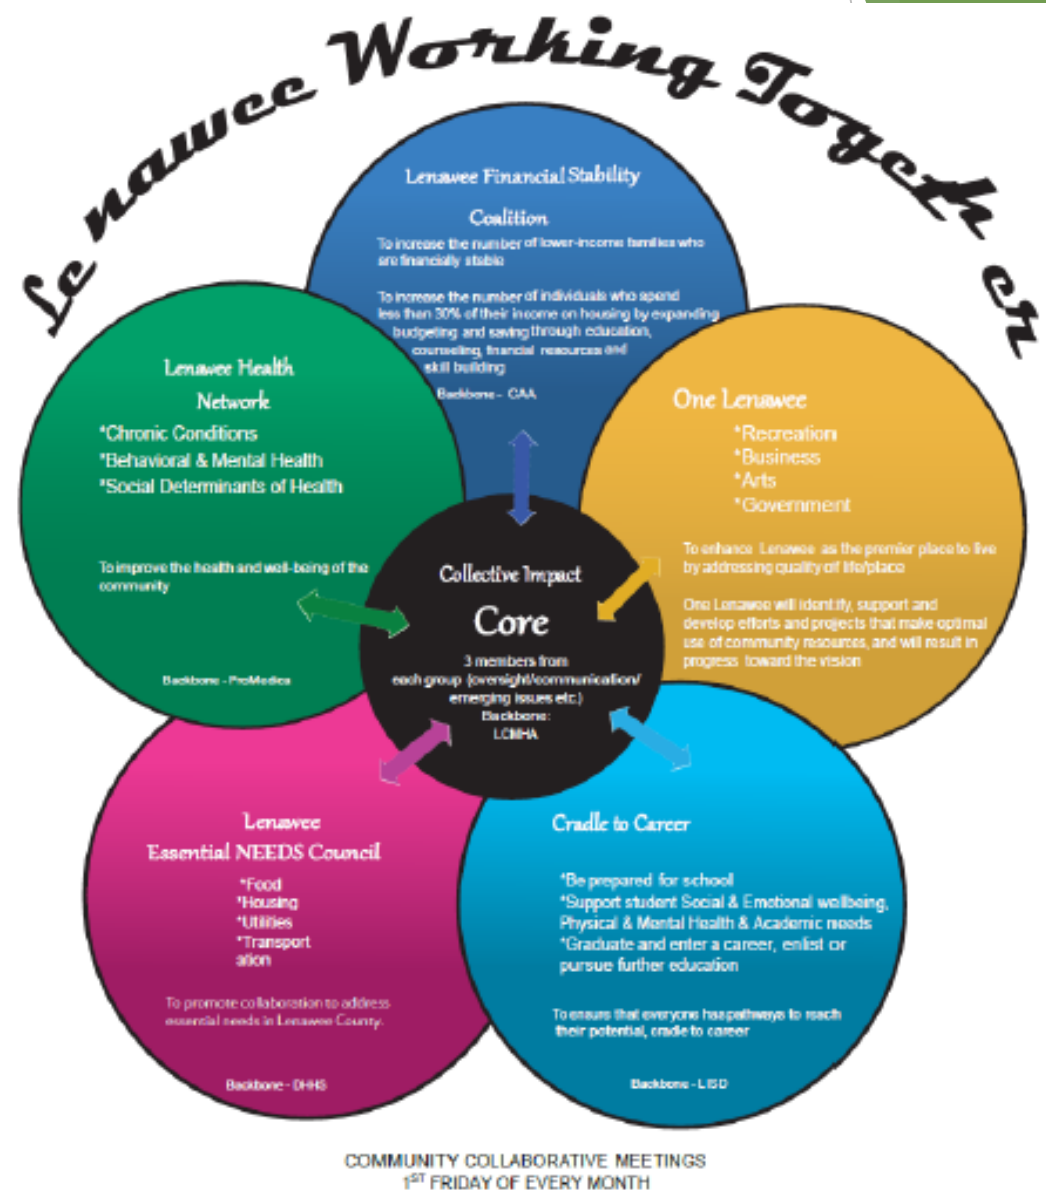 Lenawee Working Together
Lenawee Financial Stability
Coalition
To increase the number of lower-income families who
are financially stable
To increase the number of individuals who spend
less than 30% of their income on housing by expanding
budgeting and saving through education,
counseling, financial resources and
skill building
Backbone - CAA
Lenawee Health
Network
*Chronic Conditions
*Behavioral & Mental Health
*Social Determinants of Health
To improve the health and well-being of the
community
Backbone - ProMedica
One Lenawee
*Recreation
*Business
*Arts
*Government
To enhance Lenawee as the premier place to live
by addressing quality of life/place
One Lenawee will identify, support and
develop efforts and projects that make optimal
use of community resources, and will result in
progress toward the vision
Collective Impact
Core
3 members from
each group (oversight/communication/
emerging issues etc.)
Backbone:
LCMHA
Lenawee
Essential NEEDS Council
*Food
*Housing
*Utilities
*Transport
ation
To promote collaboration to address
essential needs in Lenawee County.
Backbone - DHHS
Cradle to Career
*Be prepared for school
*Support student Social & Emotional wellbeing,
Physical & Mental Health & Academic needs
*Graduate and enter a career, enlist or
pursue further education
To ensure that everyone has pathways to reach
their potential, cradle to career
Backbone - LISD
COMMUNITY COLLABORATIVE MEETINGS
1ST FRIDAY OF EVERY MONTH